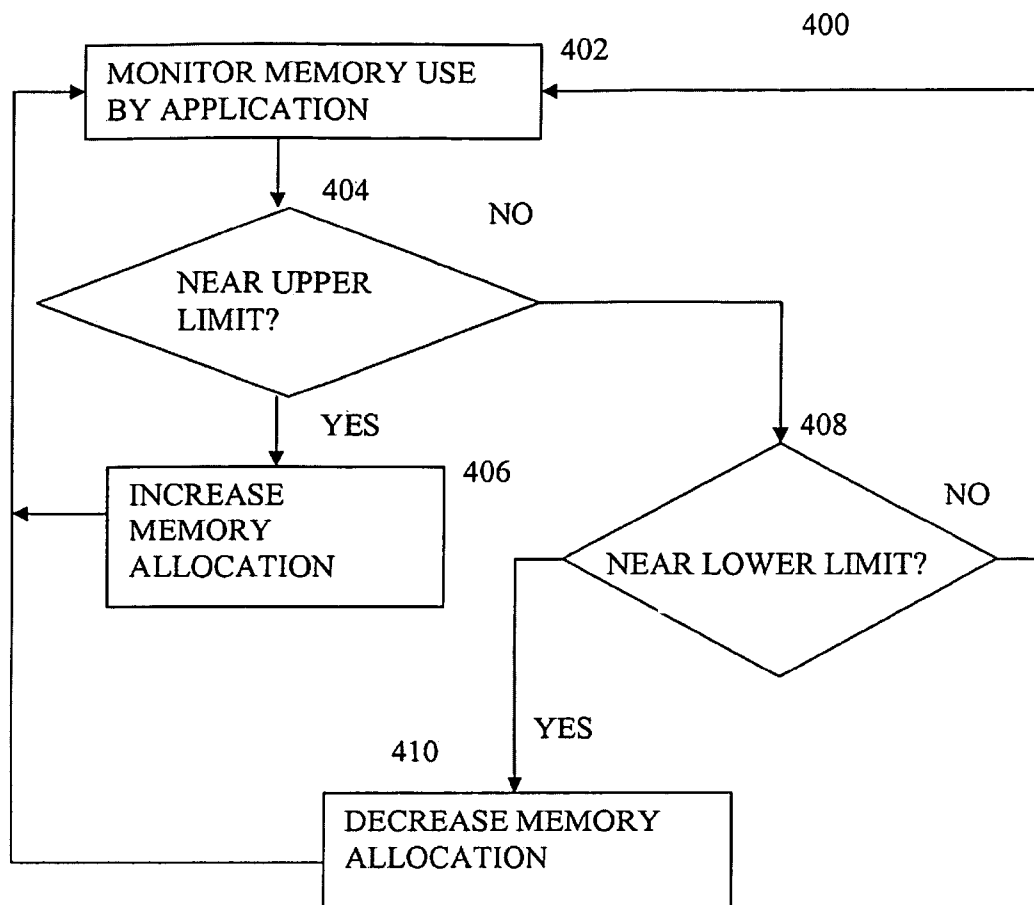 400
402
MONITOR MEMORY USE
BY APPLICATION
404
NO
NEAR UPPER
LIMIT?
YES
408
406
INCREASE
MEMORY
ALLOCATION
NO
NEAR LOWER LIMIT?
YES
410
DECREASE MEMORY
ALLOCATION